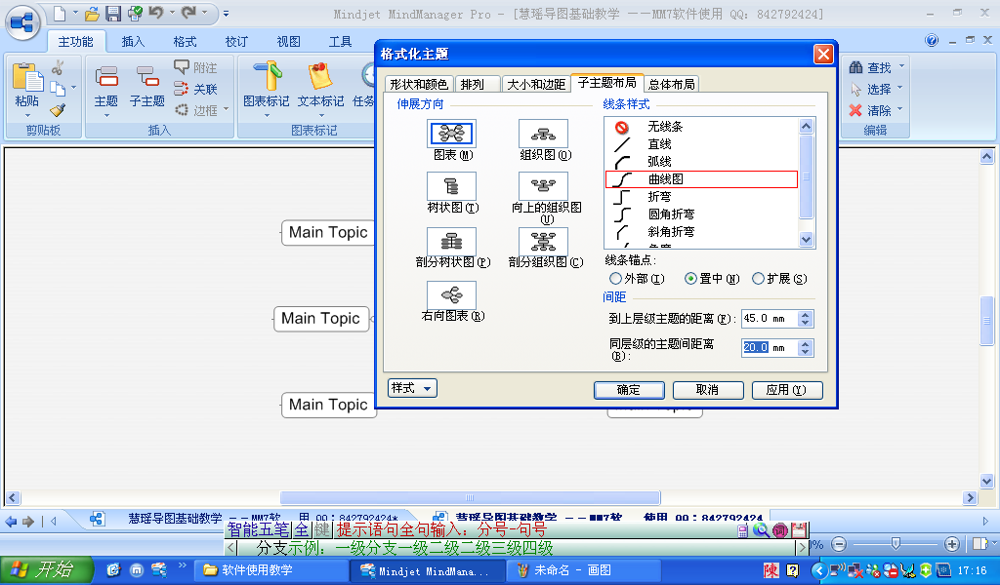 Mindjet MindManager Pro - [慧瑶导图基础教学 －－MM7软件使用 QQ：842792424]
主功能 插入 格式 校订 视图 工具
粘贴
剪贴板
主题 子主题
附注
关联
边框
插入
图表标记 文本标记 任务
图表标记
查找
选择
清除
编辑
格式化主题
形状和颜色 排列 大小和边距 子主题布局 总体布局
伸展方向
图表(M)
组织图(O)
树状图(T)
向上的组织图(U)
剖分树状图(P)
剖分组织图(C)
右向图表(R)
线条样式
无线条
直线
弧线
曲线图
折弯
圆角折弯
斜角折弯
线条锚点:
外部(I) 置中(N) 扩展(S)
间距
到上层级主题的距离(F): 45.0 mm
同层级的主题间距离(B): 20.0 mm
样式
确定 取消 应用(Y)
Main Topic
Main Topic
Main Topic
慧瑶导图基础教学 －－MM7软 用 QQ：842792424*
慧瑶导图基础教学 －－MM7软 使用 QQ：842792424
智能五笔 全 键 提示语句全句输入：分号-句号
分支示例：一级分支一级二级二级三级四级
开始
软件使用教学
Mindjet MindMana...
未命名 - 画图
陳
17:16